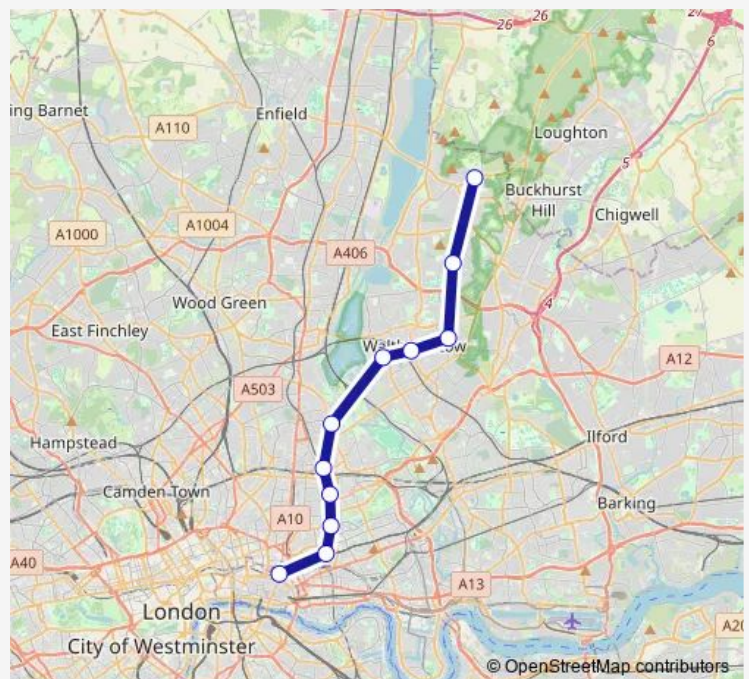 26
26
27
6
ing Barnet
Enfield
A110
Loughton
5
Buckhurst
Hill
Chigwell
A1004
A1000
A406
4
Wood Green
East Finchley
A12
A503
Hampstead
Ilford
Camden Town
Barking
A10
A40
A13
London
City of Westminster
A20
© OpenStreetMap contributors